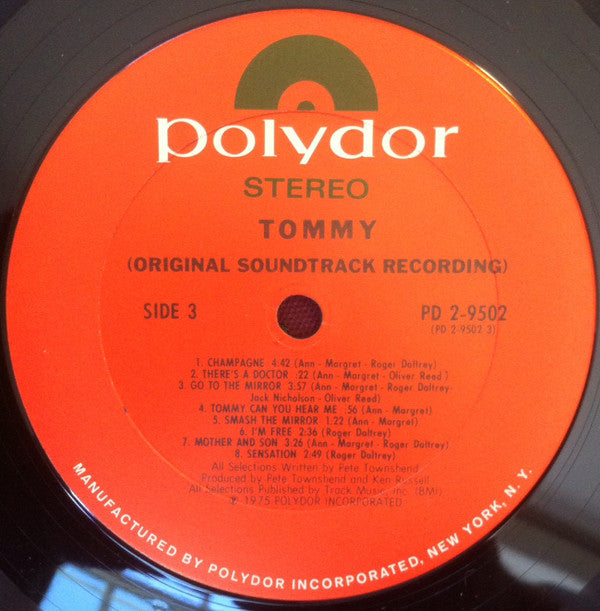 polydor
STEREO
TOMMY
(ORIGINAL SOUNDTRACK RECORDING)
SIDE 3
PD 2-9502
(PD 2-9502 3)
1. CHAMPAGNE 4:42 (Ann - Margret - Roger Daltrey)
2. THERE'S A DOCTOR .22 (Ann - Margret - Oliver Reed)
3. GO TO THE MIRROR 3:57 (Ann - Margret - Roger Daltrey-
Jack Nicholson - Oliver Reed)
4. TOMMY CAN YOU HEAR ME .56 (Ann - Margret)
5. SMASH THE MIRROR 1:22 (Ann - Margret)
6. I'M FREE 2:36 (Roger Daltrey)
7. MOTHER AND SON 3:26 (Ann - Margret - Roger Daltrey)
8. SENSATION 2:49 (Roger Daltrey)
All Selections Written by Pete Townshend
Produced by Pete Townshend and Ken Russell
All Selections Published by Track Music, Inc. (BMI)
℗ 1975 POLYDOR INCORPORATED
MANUFACTURED BY POLYDOR INCORPORATED, NEW YORK, N. Y.